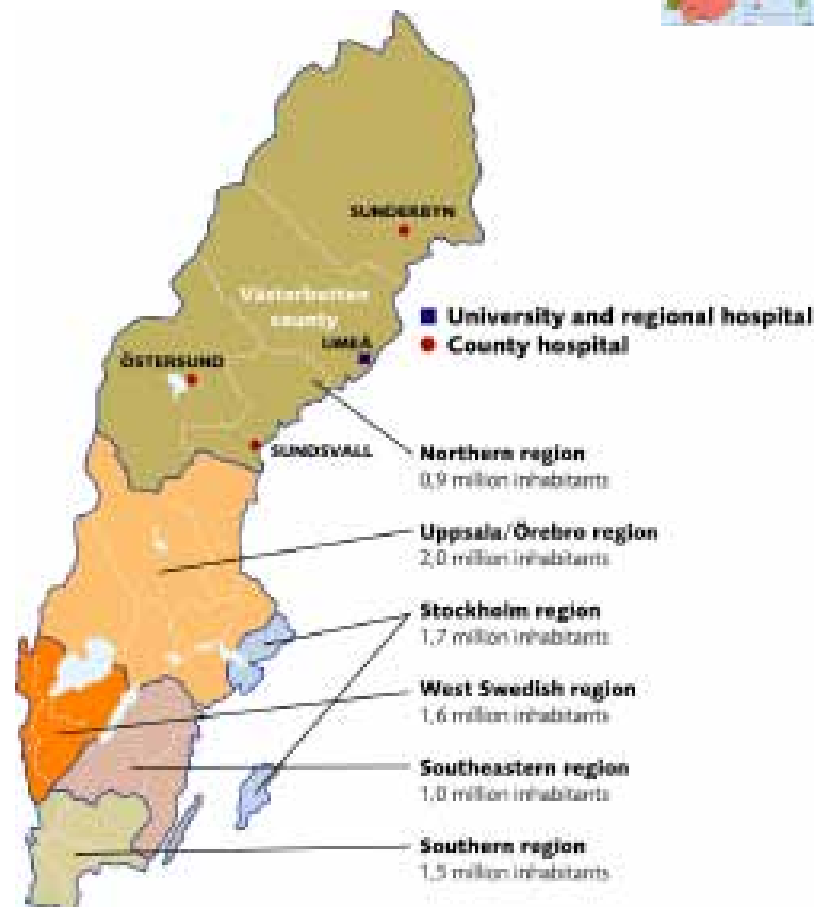 SUNDERBYN
Västerbotten
county
UMEÅ
ÖSTERSUND
SUNDSVALL
University and regional hospital
County hospital
Northern region
0,9 million inhabitants
Uppsala/Örebro region
2,0 million inhabitants
Stockholm region
1,7 million inhabitants
West Swedish region
1,6 million inhabitants
Southeastern region
1,0 million inhabitants
Southern region
1,5 million inhabitants